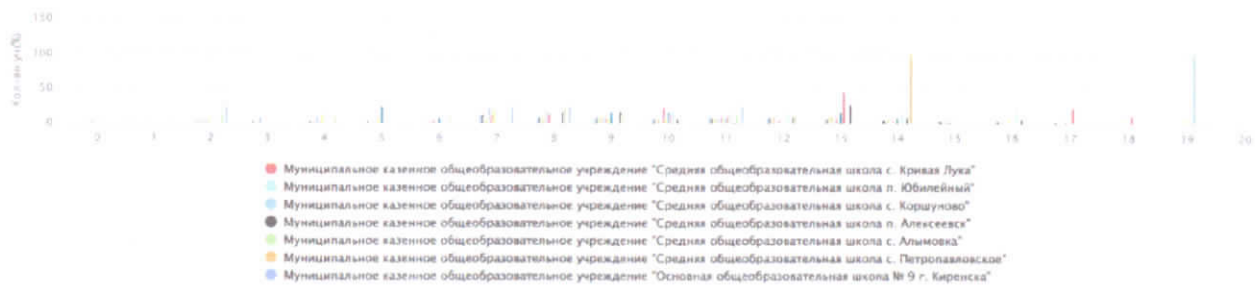 150
100
50
0
Кол-во уч(%)
0 1 2 3 4 5 6 7 8 9 10 11 12 13 14 15 16 17 18 19 20
Муниципальное казенное общеобразовательное учреждение "Средняя общеобразовательная школа с. Кривая Лука"
Муниципальное казенное общеобразовательное учреждение "Средняя общеобразовательная школа п. Юбилейный"
Муниципальное казенное общеобразовательное учреждение "Средняя общеобразовательная школа с. Коршуново"
Муниципальное казенное общеобразовательное учреждение "Средняя общеобразовательная школа п. Алексеевск"
Муниципальное казенное общеобразовательное учреждение "Средняя общеобразовательная школа с. Алымовка"
Муниципальное казенное общеобразовательное учреждение "Средняя общеобразовательная школа с. Петропавловское"
Муниципальное казенное общеобразовательное учреждение "Основная общеобразовательная школа № 9 г. Киренска"